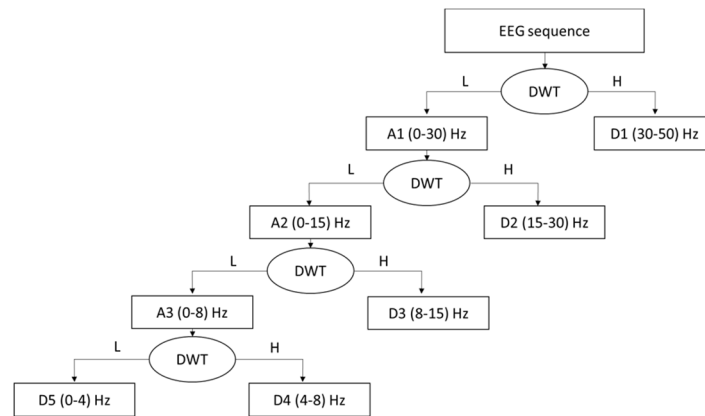 EEG sequence
L
DWT
H
A1 (0-30) Hz
D1 (30-50) Hz
L
DWT
H
A2 (0-15) Hz
D2 (15-30) Hz
L
DWT
H
A3 (0-8) Hz
D3 (8-15) Hz
L
DWT
H
D5 (0-4) Hz
D4 (4-8) Hz